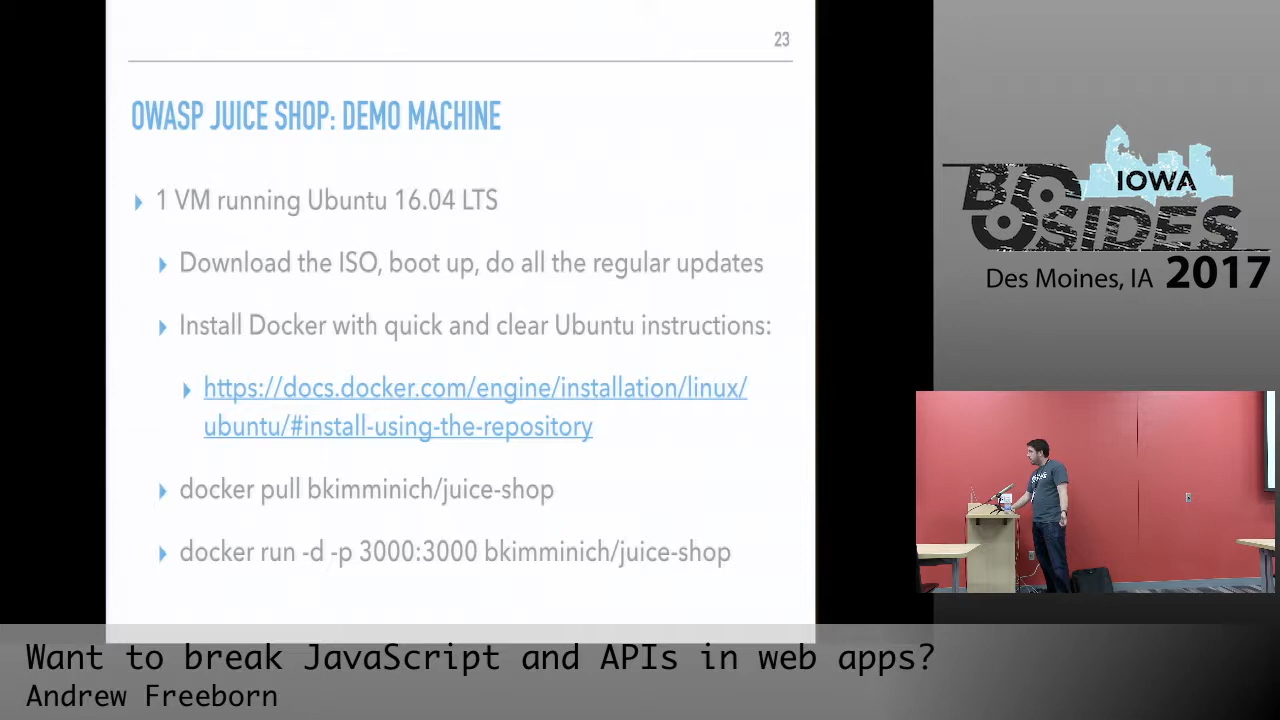 23
OWASP JUICE SHOP: DEMO MACHINE
1 VM running Ubuntu 16.04 LTS
Download the ISO, boot up, do all the regular updates
Install Docker with quick and clear Ubuntu instructions:
https://docs.docker.com/engine/installation/linux/
ubuntu/#install-using-the-repository
docker pull bkimminich/juice-shop
docker run -d -p 3000:3000 bkimminich/juice-shop
IOWA
BSIDES
Des Moines, IA 2017
Want to break JavaScript and APIs in web apps?
Andrew Freeborn